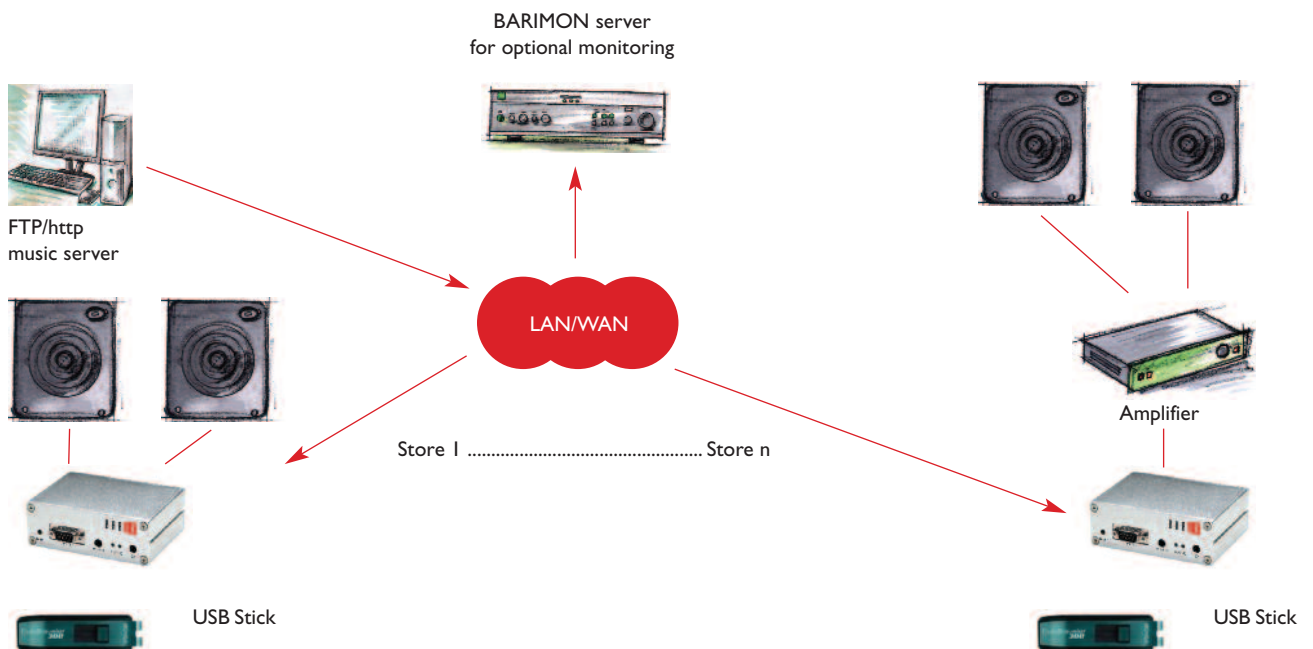 BARIMON server
for optional monitoring
FTP/http
music server
LAN/WAN
Amplifier
Store 1 .................................................. Store n
USB Stick
USB Stick